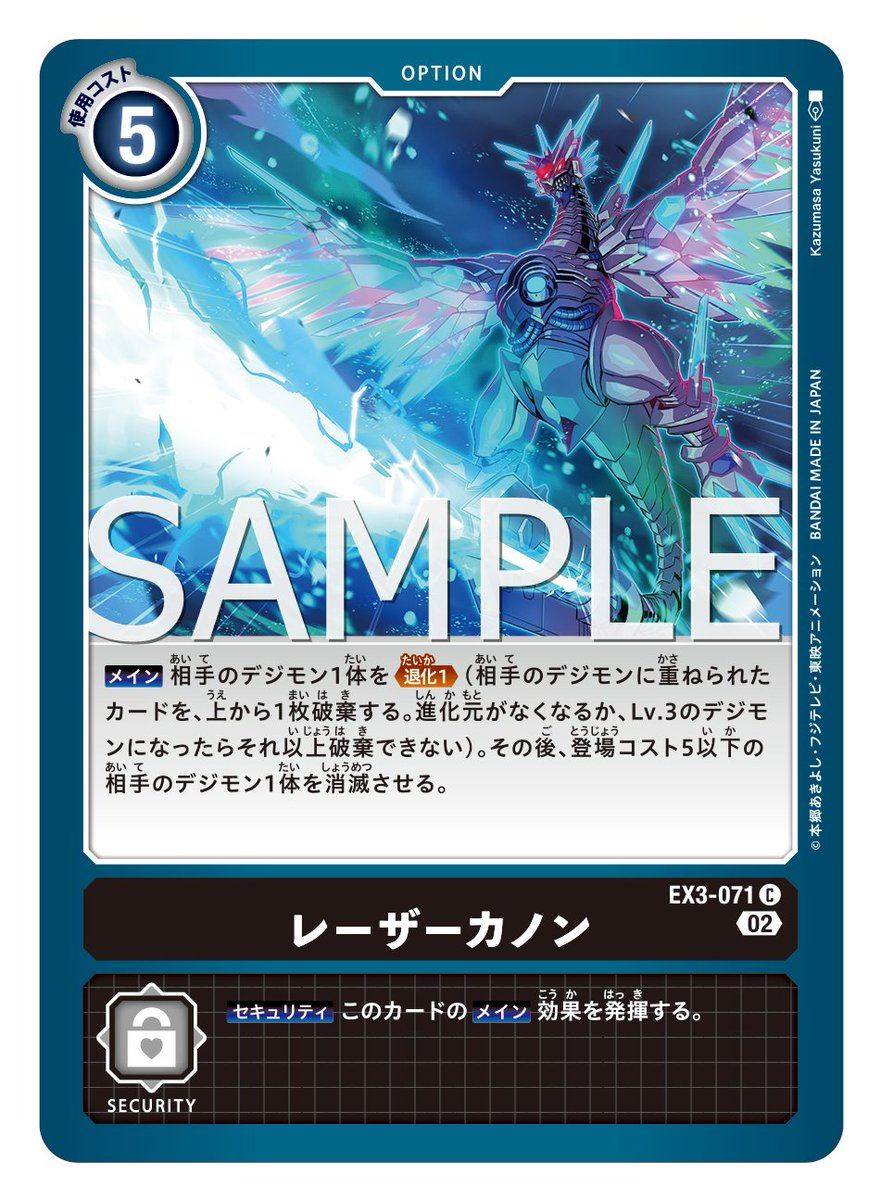 OPTION
使用コスト
5
Kazumasa Yasukuni
SAMPLE
メイン 相手のデジモン1体を 退化1 (相手のデジモンに重ねられた
カードを、上から1枚破棄する。進化元がなくなるか、Lv.3のデジモ
ンになったらそれ以上破棄できない)。その後、登場コスト5以下の
相手のデジモン1体を消滅させる。
© 本郷あきよし・フジテレビ・東映アニメーション BANDAI MADE IN JAPAN
EX3-071 C
レーザーカノン
02
セキュリティ このカードの メイン 効果を発揮する。
SECURITY